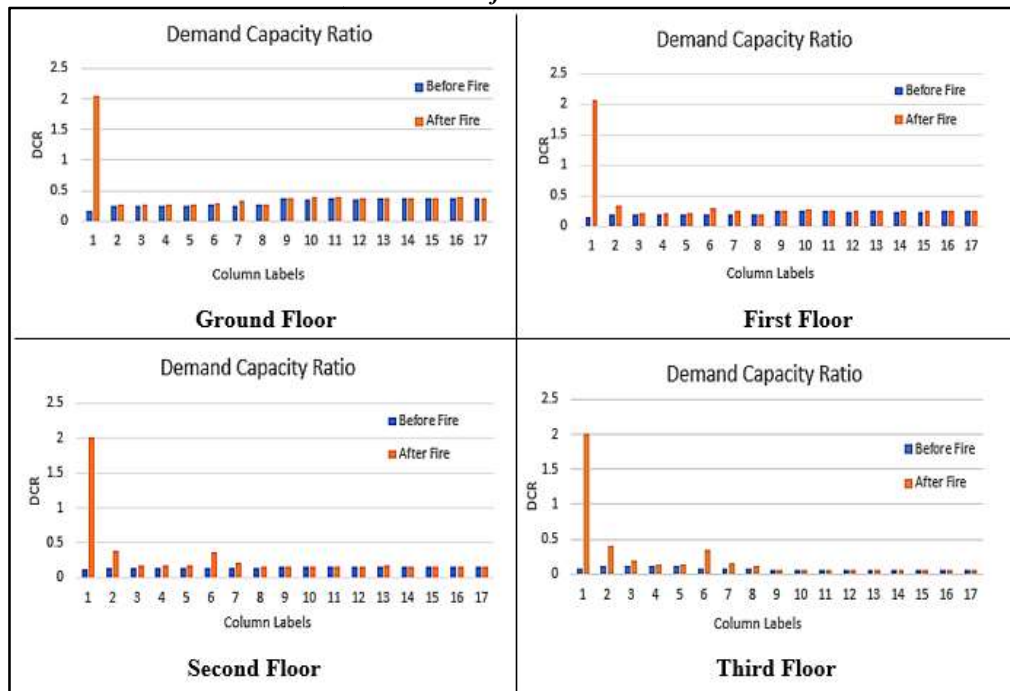 Demand Capacity Ratio
2.5
2
1.5
1
0.5
0
DCR
Before Fire
After Fire
1 2 3 4 5 6 7 8 9 10 11 12 13 14 15 16 17
Column Labels
Ground Floor
Demand Capacity Ratio
2.5
2
1.5
1
0.5
0
DCR
Before Fire
After Fire
1 2 3 4 5 6 7 8 9 10 11 12 13 14 15 16 17
Column Labels
First Floor
Demand Capacity Ratio
2.5
2
1.5
1
0.5
0
DCR
Before Fire
After Fire
1 2 3 4 5 6 7 8 9 10 11 12 13 14 15 16 17
Column Labels
Second Floor
Demand Capacity Ratio
2.5
2
1.5
1
0.5
0
DCR
Before Fire
After Fire
1 2 3 4 5 6 7 8 9 10 11 12 13 14 15 16 17
Column Labels
Third Floor